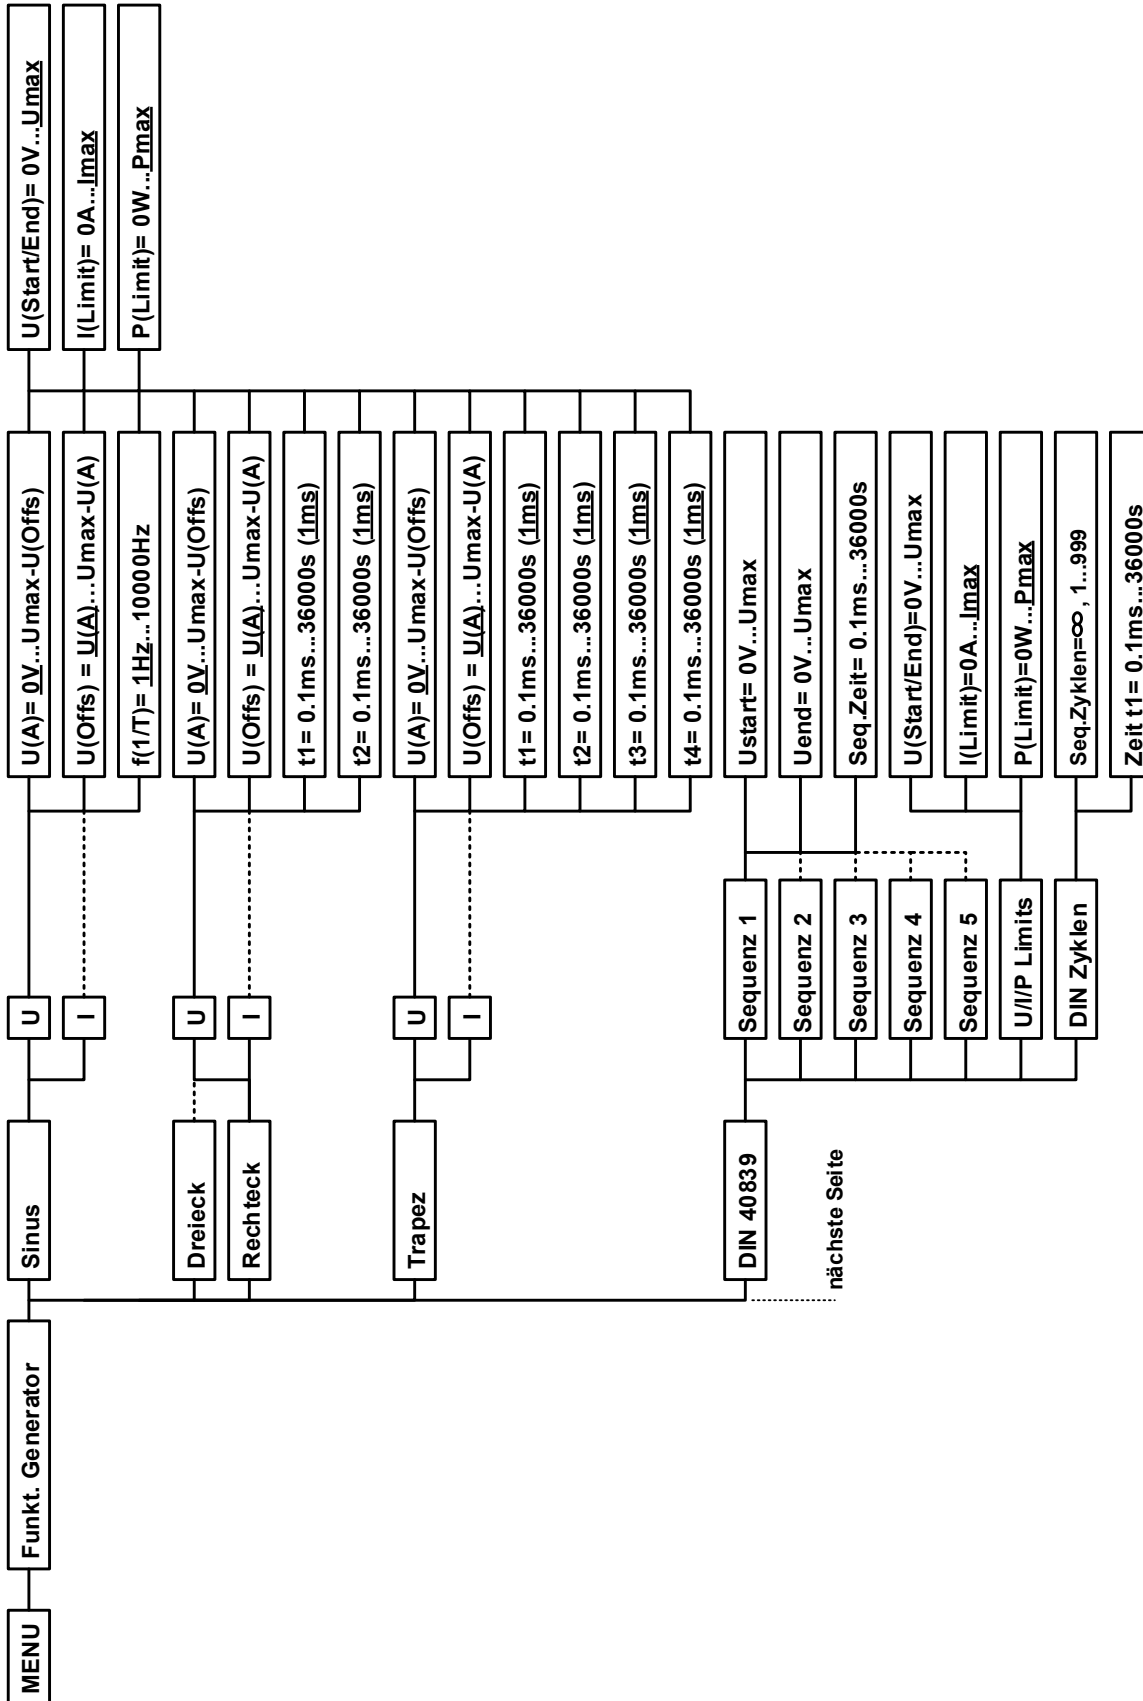 MENU
Funkt. Generator
Sinus
U
I
U(A)= 0V...Umax-U(Offs)
U(Offs) = U(A)...Umax-U(A)
f(1/T)= 1Hz...10000Hz
U(Start/End)= 0V...Umax
I(Limit)= 0A...Imax
P(Limit)= 0W...Pmax
Dreieck
Rechteck
U
I
U(A)= 0V...Umax-U(Offs)
U(Offs) = U(A)...Umax-U(A)
t1= 0.1ms...36000s (1ms)
t2= 0.1ms...36000s (1ms)
Trapez
U
I
U(A)= 0V...Umax-U(Offs)
U(Offs) = U(A)...Umax-U(A)
t1= 0.1ms...36000s (1ms)
t2= 0.1ms...36000s (1ms)
t3= 0.1ms...36000s (1ms)
t4= 0.1ms...36000s (1ms)
DIN 40839
Sequenz 1
Sequenz 2
Sequenz 3
Sequenz 4
Sequenz 5
U/I/P Limits
DIN Zyklen
Ustart= 0V...Umax
Uend= 0V...Umax
Seq.Zeit= 0.1ms...36000s
U(Start/End)=0V...Umax
I(Limit)=0A...Imax
P(Limit)=0W...Pmax
Seq.Zyklen=∞, 1...999
Zeit t1= 0.1ms...36000s
nächste Seite